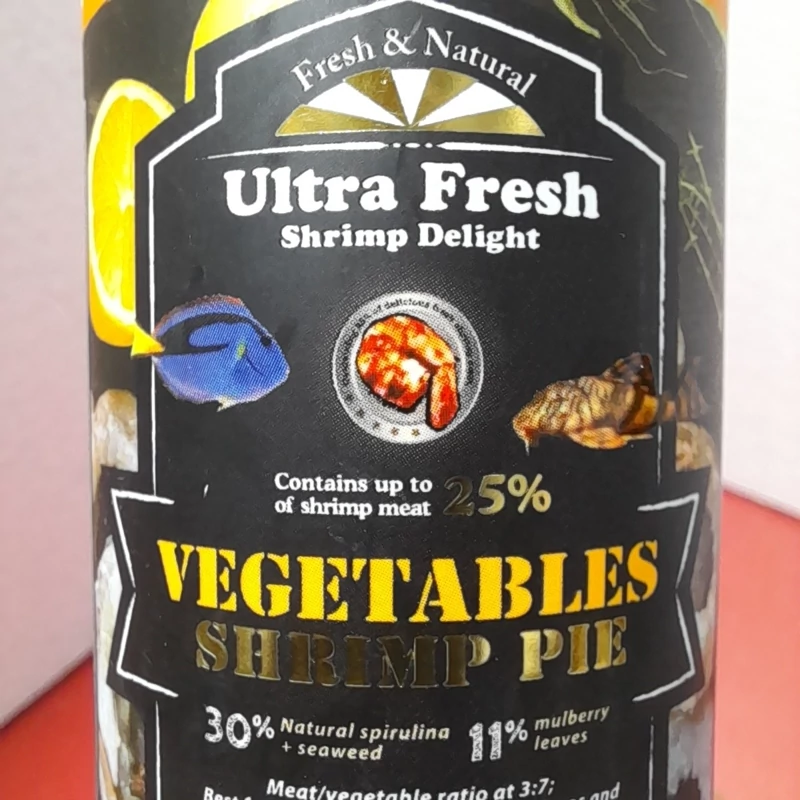 Fresh & Natural
Ultra Fresh
Shrimp Delight
Contains up to
of shrimp meat 25%
VEGETABLES
SHRIMP PIE
30% Natural spirulina
+ seaweed
11% mulberry
leaves
Meat/vegetable ratio at 3:7;
and